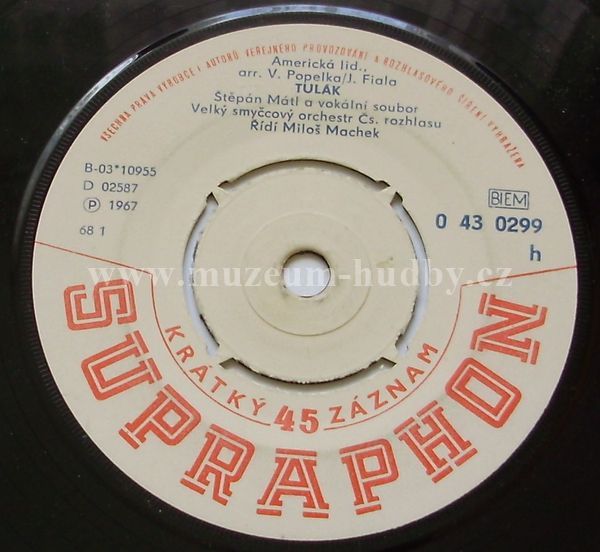 VŠECHNA PRÁVA VÝROBCE I AUTORŮ VEŘEJNÉHO PROVOZOVÁNÍ A ROZHLASOVÉHO ŠÍŘENÍ VYHRAŽENA
Americká lid.,
arr. V. Popelka/J. Fiala
TULÁK
Štěpán Mátl a vokální soubor
Velký smyčcový orchestr Čs. rozhlasu
Řídí Miloš Machek
B-03*10955
D 02587
Ⓟ 1967
68 1
BIEM
0 43 0299
h
www.muzeum-hudby.cz
KRÁTKÝ 45 ZÁZNAM
SUPRAPHON